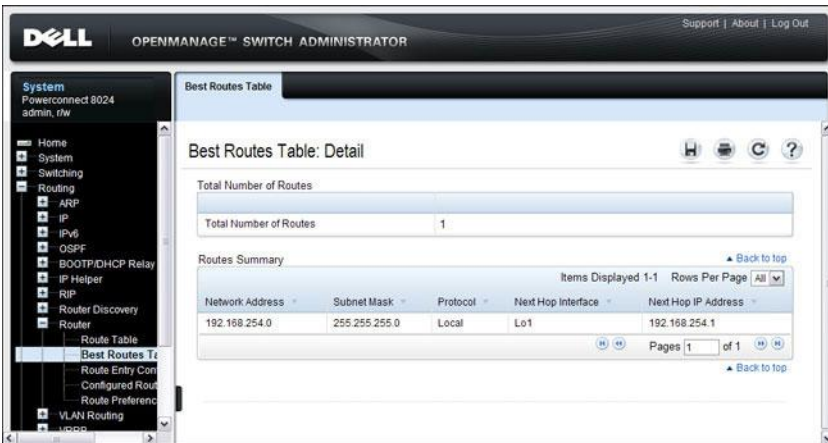 Support | About | Log Out
DELL
OPENMANAGE™ SWITCH ADMINISTRATOR
System
Powerconnect 8024
admin, r/w
Home
System
Switching
Routing
ARP
IP
IPv6
OSPF
BOOTP/DHCP Relay
IP Helper
RIP
Router Discovery
Router
Route Table
Best Routes Ta
Route Entry Con
Configured Rout
Route Preferenc
VLAN Routing
VRRP
Best Routes Table
Best Routes Table: Detail
Total Number of Routes
Total Number of Routes 1
Routes Summary
Back to top
Items Displayed 1-1 Rows Per Page All
Network Address Subnet Mask Protocol Next Hop Interface Next Hop IP Address
192.168.254.0 255.255.255.0 Local Lo1 192.168.254.1
Pages 1 of 1
Back to top